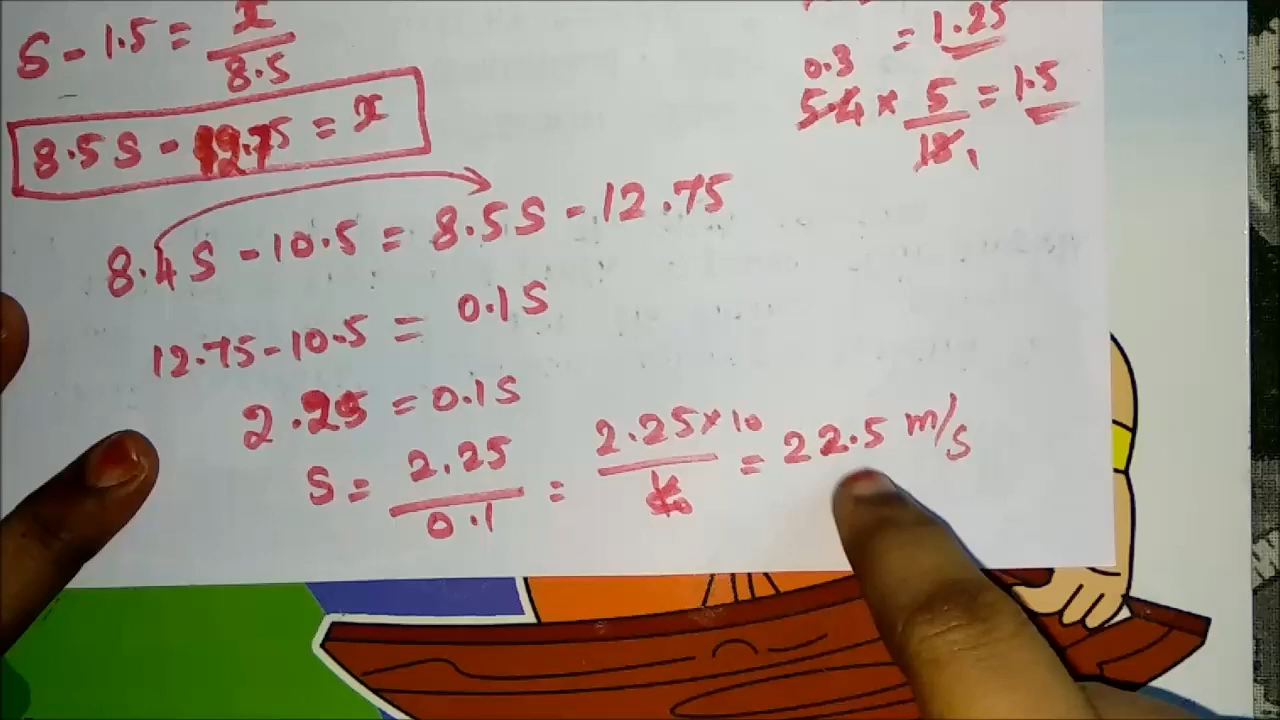 S - 1.5 = x / 8.5
8.5S - 12.75 = x
= 1.25
0.3
5.4 × 5 / 18 = 1.5
1
8.4S - 10.5 = 8.5S - 12.75
12.75 - 10.5 = 0.1S
2.25 = 0.1S
S = 2.25 / 0.1 = 2.25 × 10 / 1 = 22.5 m/s